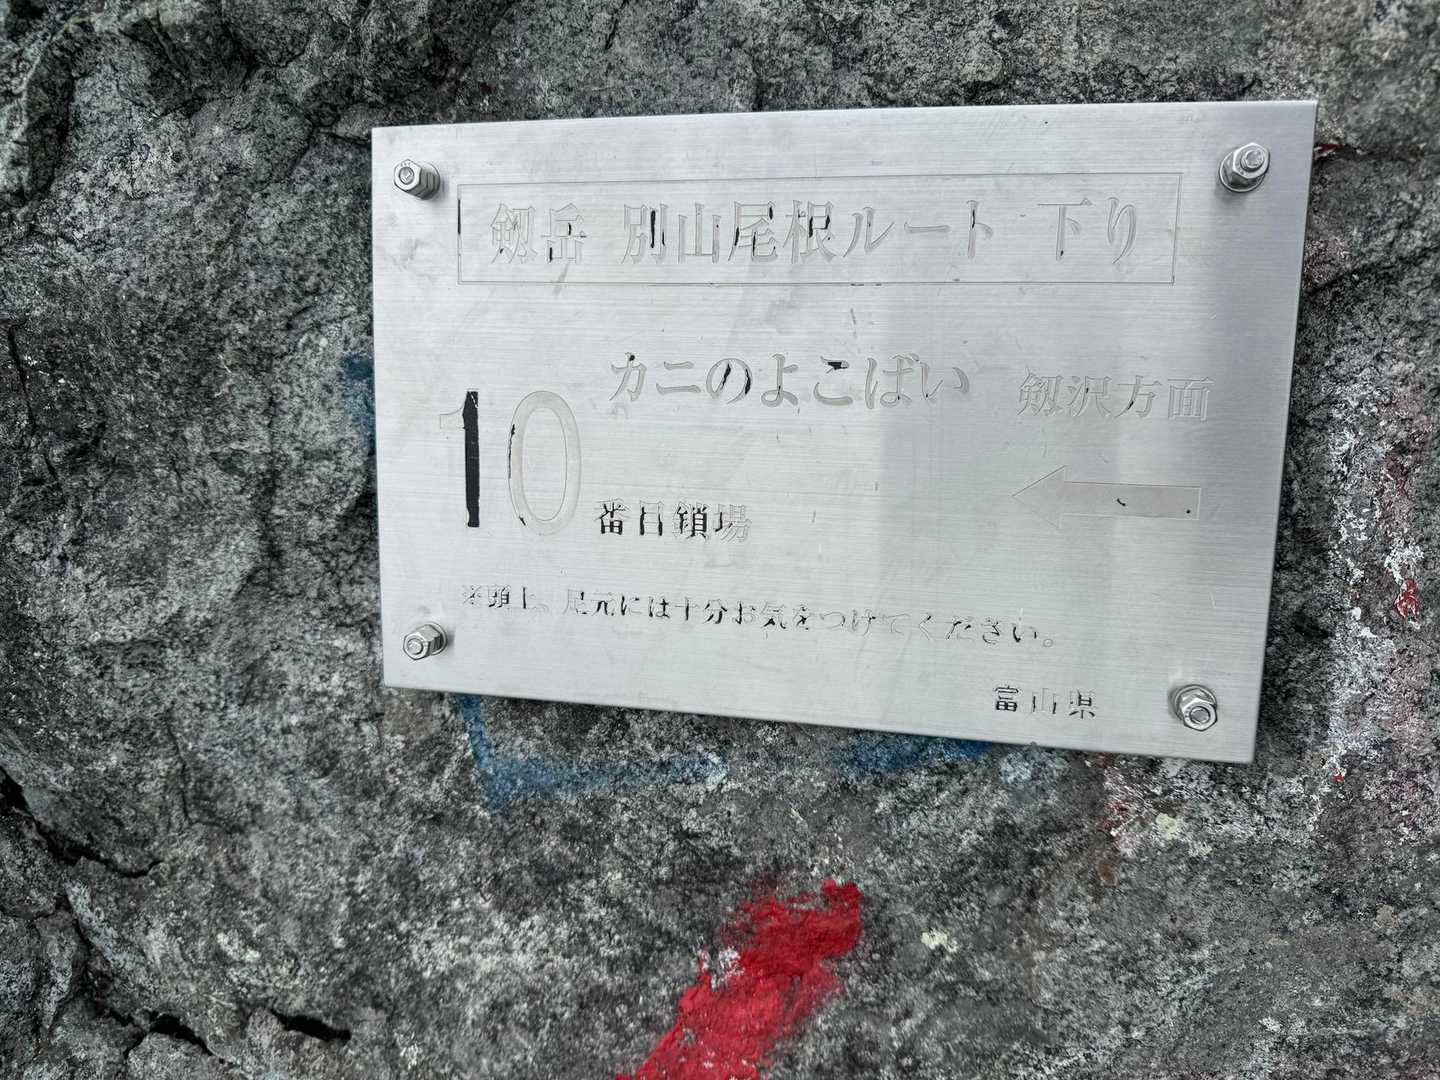 剱岳 別山尾根ルート 下り
カニのよこばい
剱沢方面
10番目鎖場
※頭上、足元には十分お気をつけてください。
富山県